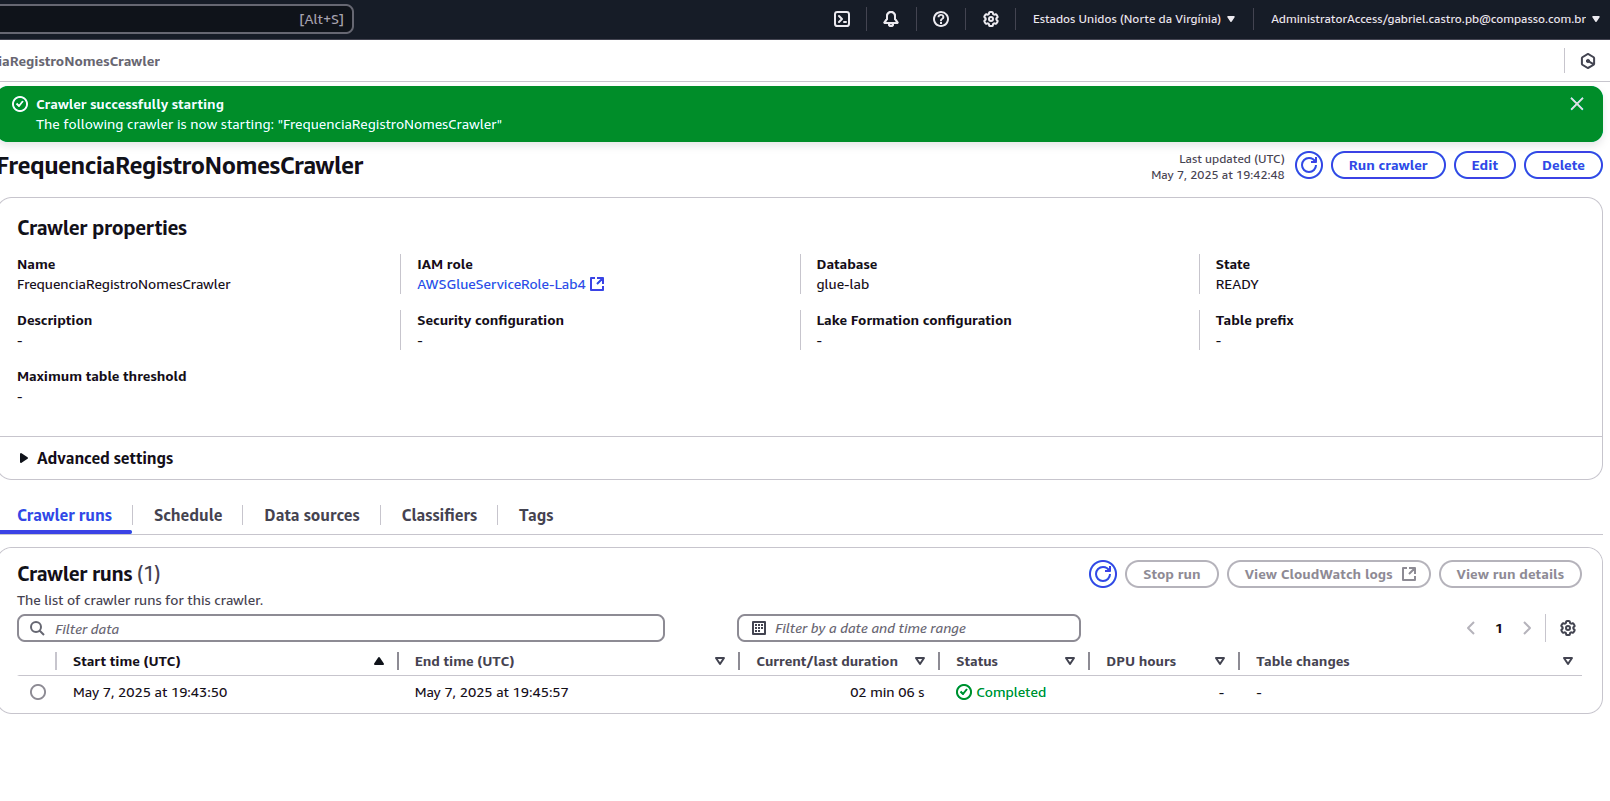 [Alt+S]
Estados Unidos (Norte da Virgínia)
AdministratorAccess/gabriel.castro.pb@compasso.com.br
iaRegistroNomesCrawler
Crawler successfully starting
The following crawler is now starting: "FrequenciaRegistroNomesCrawler"
FrequenciaRegistroNomesCrawler
Last updated (UTC)
May 7, 2025 at 19:42:48
Run crawler
Edit
Delete
Crawler properties
Name
FrequenciaRegistroNomesCrawler
IAM role
AWSGlueServiceRole-Lab4
Database
glue-lab
State
READY
Description
-
Security configuration
-
Lake Formation configuration
-
Table prefix
-
Maximum table threshold
-
Advanced settings
Crawler runs
Schedule
Data sources
Classifiers
Tags
Crawler runs (1)
The list of crawler runs for this crawler.
Stop run
View CloudWatch logs
View run details
Filter data
Filter by a date and time range
1
Start time (UTC)
End time (UTC)
Current/last duration
Status
DPU hours
Table changes
May 7, 2025 at 19:43:50
May 7, 2025 at 19:45:57
02 min 06 s
Completed
-
-